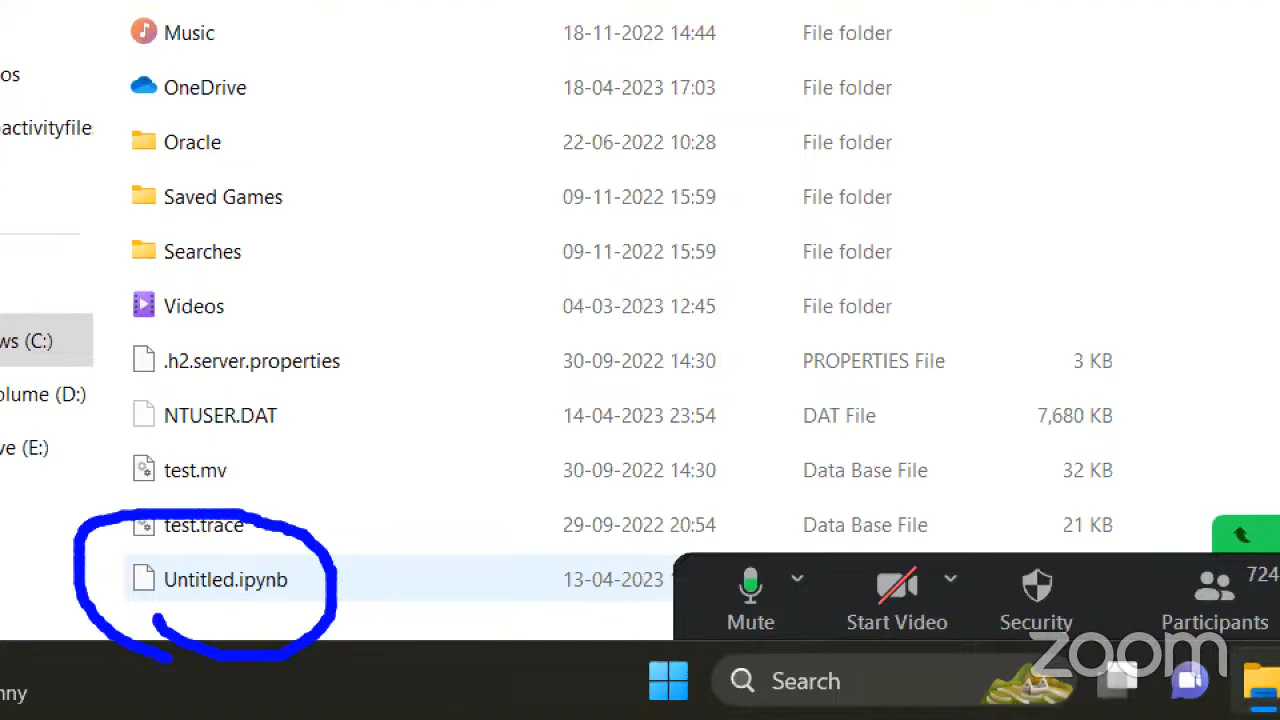 Music 18-11-2022 14:44 File folder
os
OneDrive 18-04-2023 17:03 File folder
activityfile
Oracle 22-06-2022 10:28 File folder
Saved Games 09-11-2022 15:59 File folder
Searches 09-11-2022 15:59 File folder
Videos 04-03-2023 12:45 File folder
ws (C:)
.h2.server.properties 30-09-2022 14:30 PROPERTIES File 3 KB
olume (D:)
NTUSER.DAT 14-04-2023 23:54 DAT File 7,680 KB
ve (E:)
test.mv 30-09-2022 14:30 Data Base File 32 KB
test.trace 29-09-2022 20:54 Data Base File 21 KB
Untitled.ipynb 13-04-2023
724
Mute Start Video Security Participants
zoom
Search
nny